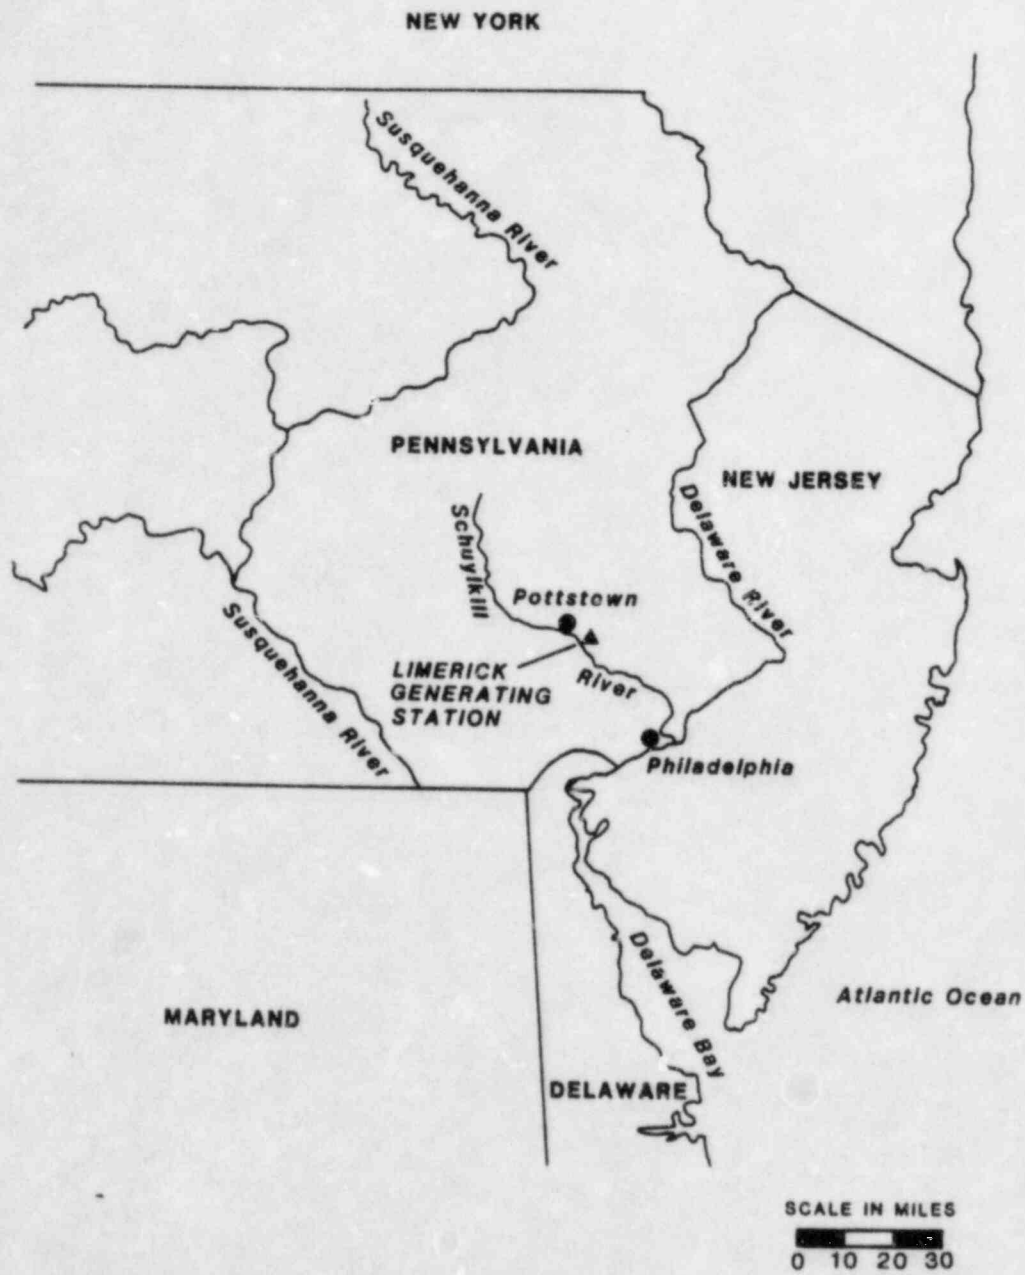 NEW YORK
Susquehanna River
PENNSYLVANIA
NEW JERSEY
Delaware River
Schuylkill
Pottstown
Susquehanna River
LIMERICK
GENERATING
STATION
River
Philadelphia
Delaware Bay
Atlantic Ocean
MARYLAND
DELAWARE
SCALE IN MILES
0 10 20 30